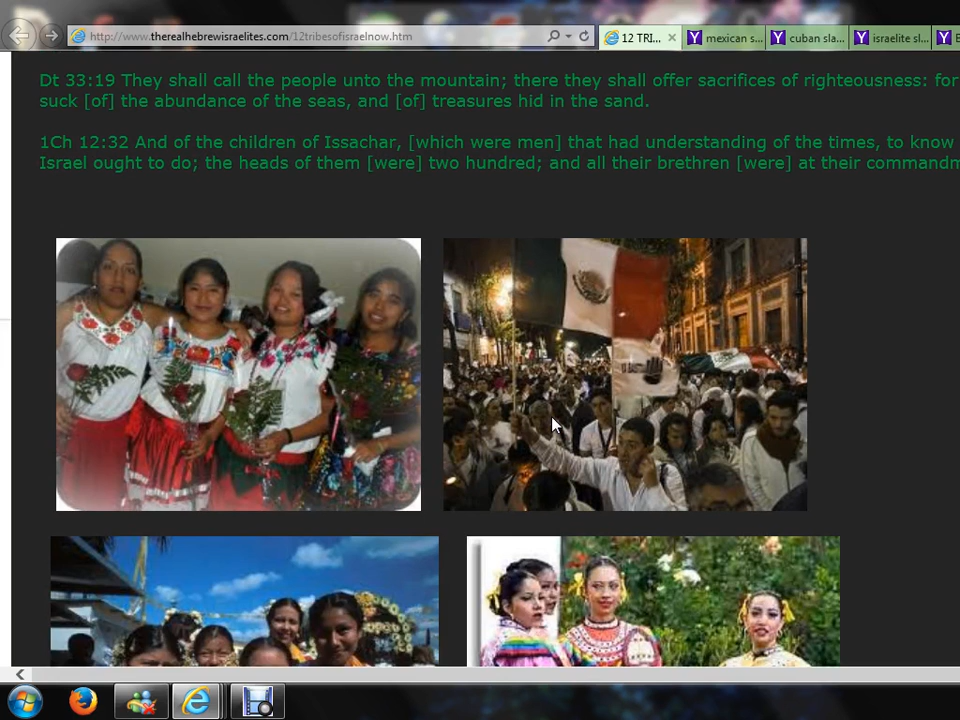 http://www.therealhebrewisraelites.com/12tribesofisraelnow.htm
12 TRI...
mexican s...
cuban sla...
israelite sl...
Dt 33:19 They shall call the people unto the mountain; there they shall offer sacrifices of righteousness: for
suck [of] the abundance of the seas, and [of] treasures hid in the sand.
1Ch 12:32 And of the children of Issachar, [which were men] that had understanding of the times, to know
Israel ought to do; the heads of them [were] two hundred; and all their brethren [were] at their commandm